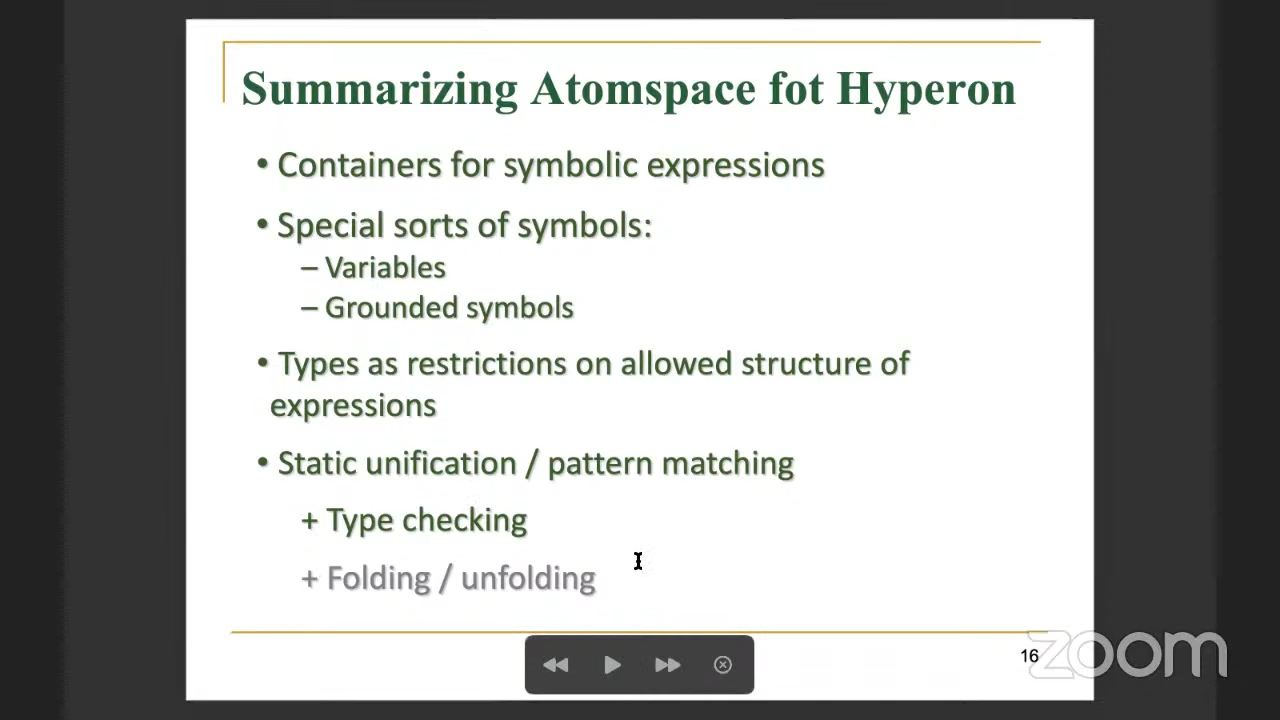 Summarizing Atomspace fot Hyperon
• Containers for symbolic expressions
• Special sorts of symbols:
– Variables
– Grounded symbols
• Types as restrictions on allowed structure of
expressions
• Static unification / pattern matching
+ Type checking
+ Folding / unfolding
16
zoom